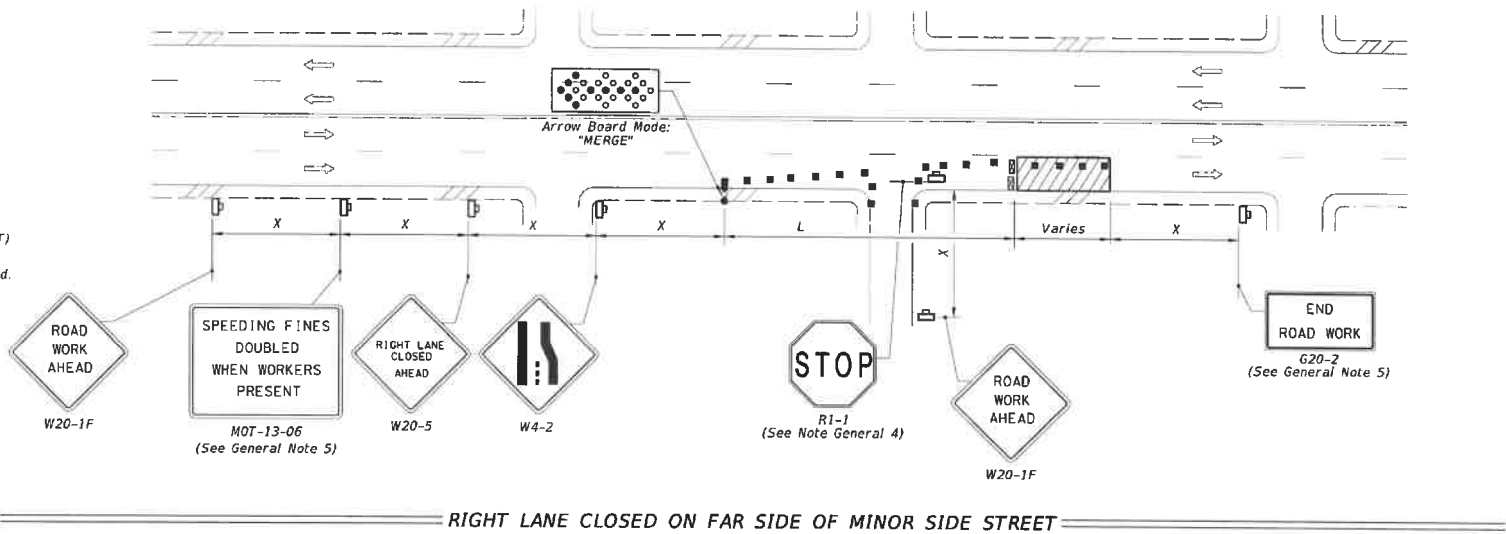 Arrow Board Mode:
"MERGE"
X
X
X
X
L
Varies
X
X
T)
d.
ROAD
WORK
AHEAD
W20-1F
SPEEDING FINES
DOUBLED
WHEN WORKERS
PRESENT
MOT-13-06
(See General Note 5)
RIGHT LANE
CLOSED
AHEAD
W20-5
W4-2
STOP
R1-1
(See Note General 4)
ROAD
WORK
AHEAD
W20-1F
END
ROAD WORK
G20-2
(See General Note 5)
RIGHT LANE CLOSED ON FAR SIDE OF MINOR SIDE STREET